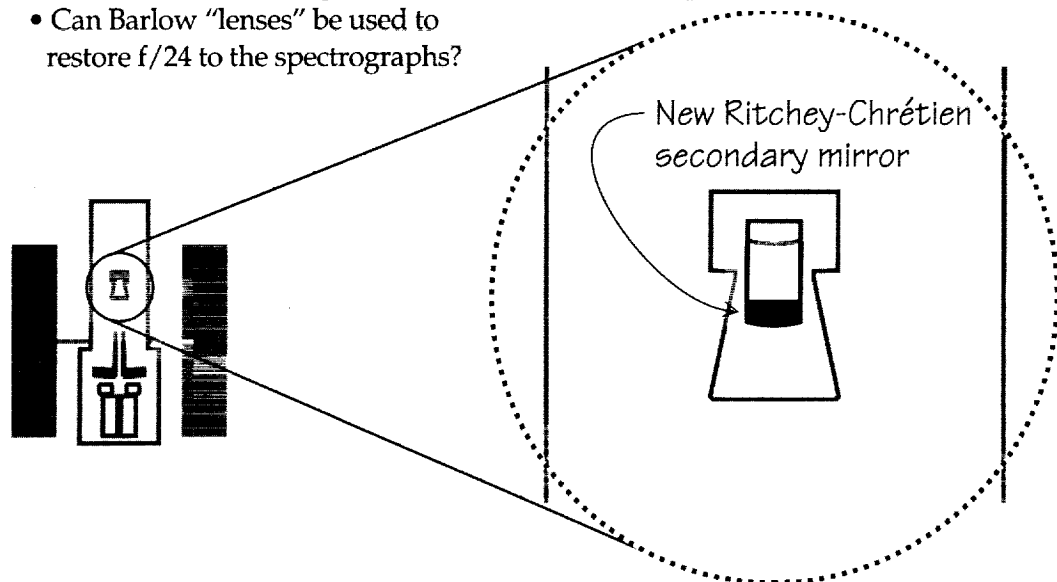 • Can Barlow “lenses” be used to
restore f/24 to the spectrographs?
New Ritchey-Chrétien
secondary mirror